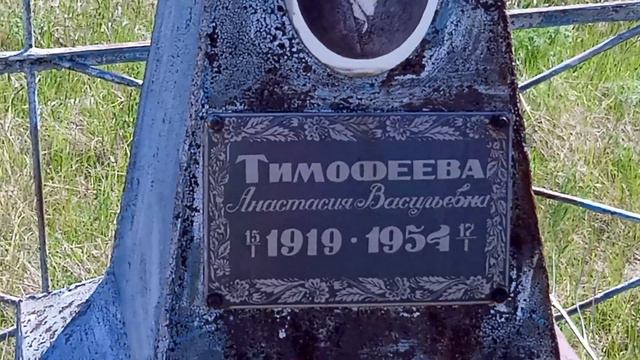 ТИМОФЕЕВА
Анастасия Васильевна
15/I 1919 · 1954 17/I